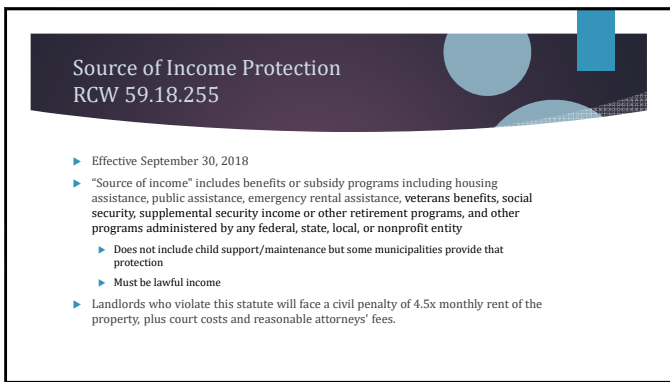 Source of Income Protection
RCW 59.18.255
Effective September 30, 2018
“Source of income” includes benefits or subsidy programs including housing
assistance, public assistance, emergency rental assistance, veterans benefits, social
security, supplemental security income or other retirement programs, and other
programs administered by any federal, state, local, or nonprofit entity
Does not include child support/maintenance but some municipalities provide that
protection
Must be lawful income
Landlords who violate this statute will face a civil penalty of 4.5x monthly rent of the
property, plus court costs and reasonable attorneys' fees.